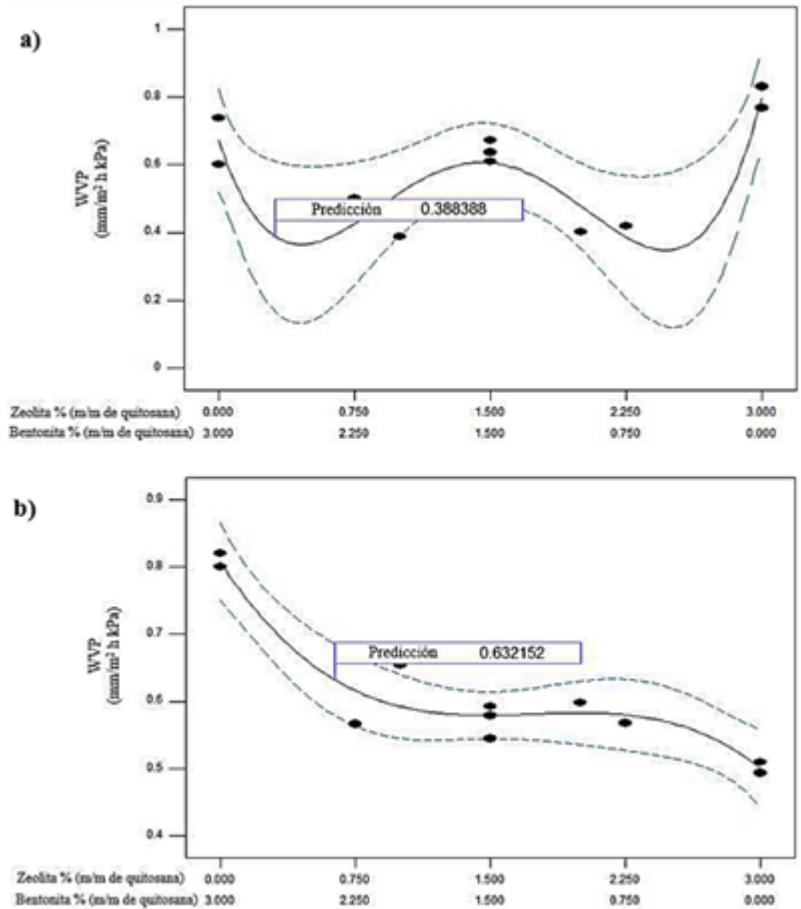 a)
1
0.8
0.6
0.4
0.2
0
WVP
(mm/m² h kPa)
Predicción 0.388388
Zeolita % (m/m de quitosana) 0.000 0.750 1.500 2.250 3.000
Bentonita % (m/m de quitosana) 3.000 2.250 1.500 0.750 0.000
b)
0.9
0.8
0.7
0.6
0.5
0.4
WVP
(mm/m² h kPa)
Predicción 0.632152
Zeolita % (m/m de quitosana) 0.000 0.750 1.500 2.250 3.000
Bentonita % (m/m de quitosana) 3.000 2.250 1.500 0.750 0.000